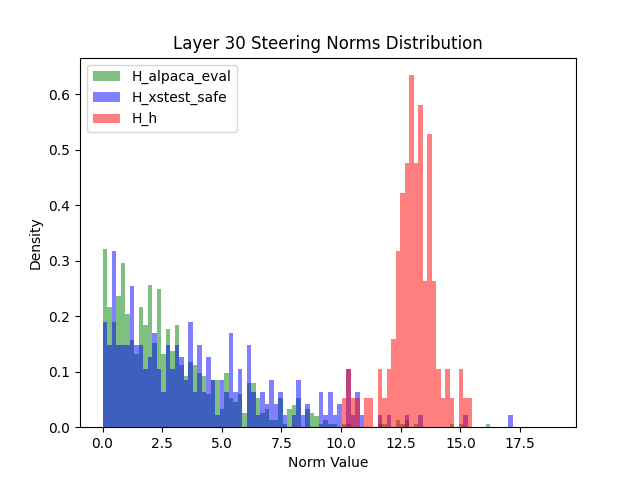 Layer 30 Steering Norms Distribution
H_alpaca_eval
H_xstest_safe
H_h
Density
0.6
0.5
0.4
0.3
0.2
0.1
0.0
0.0 2.5 5.0 7.5 10.0 12.5 15.0 17.5
Norm Value